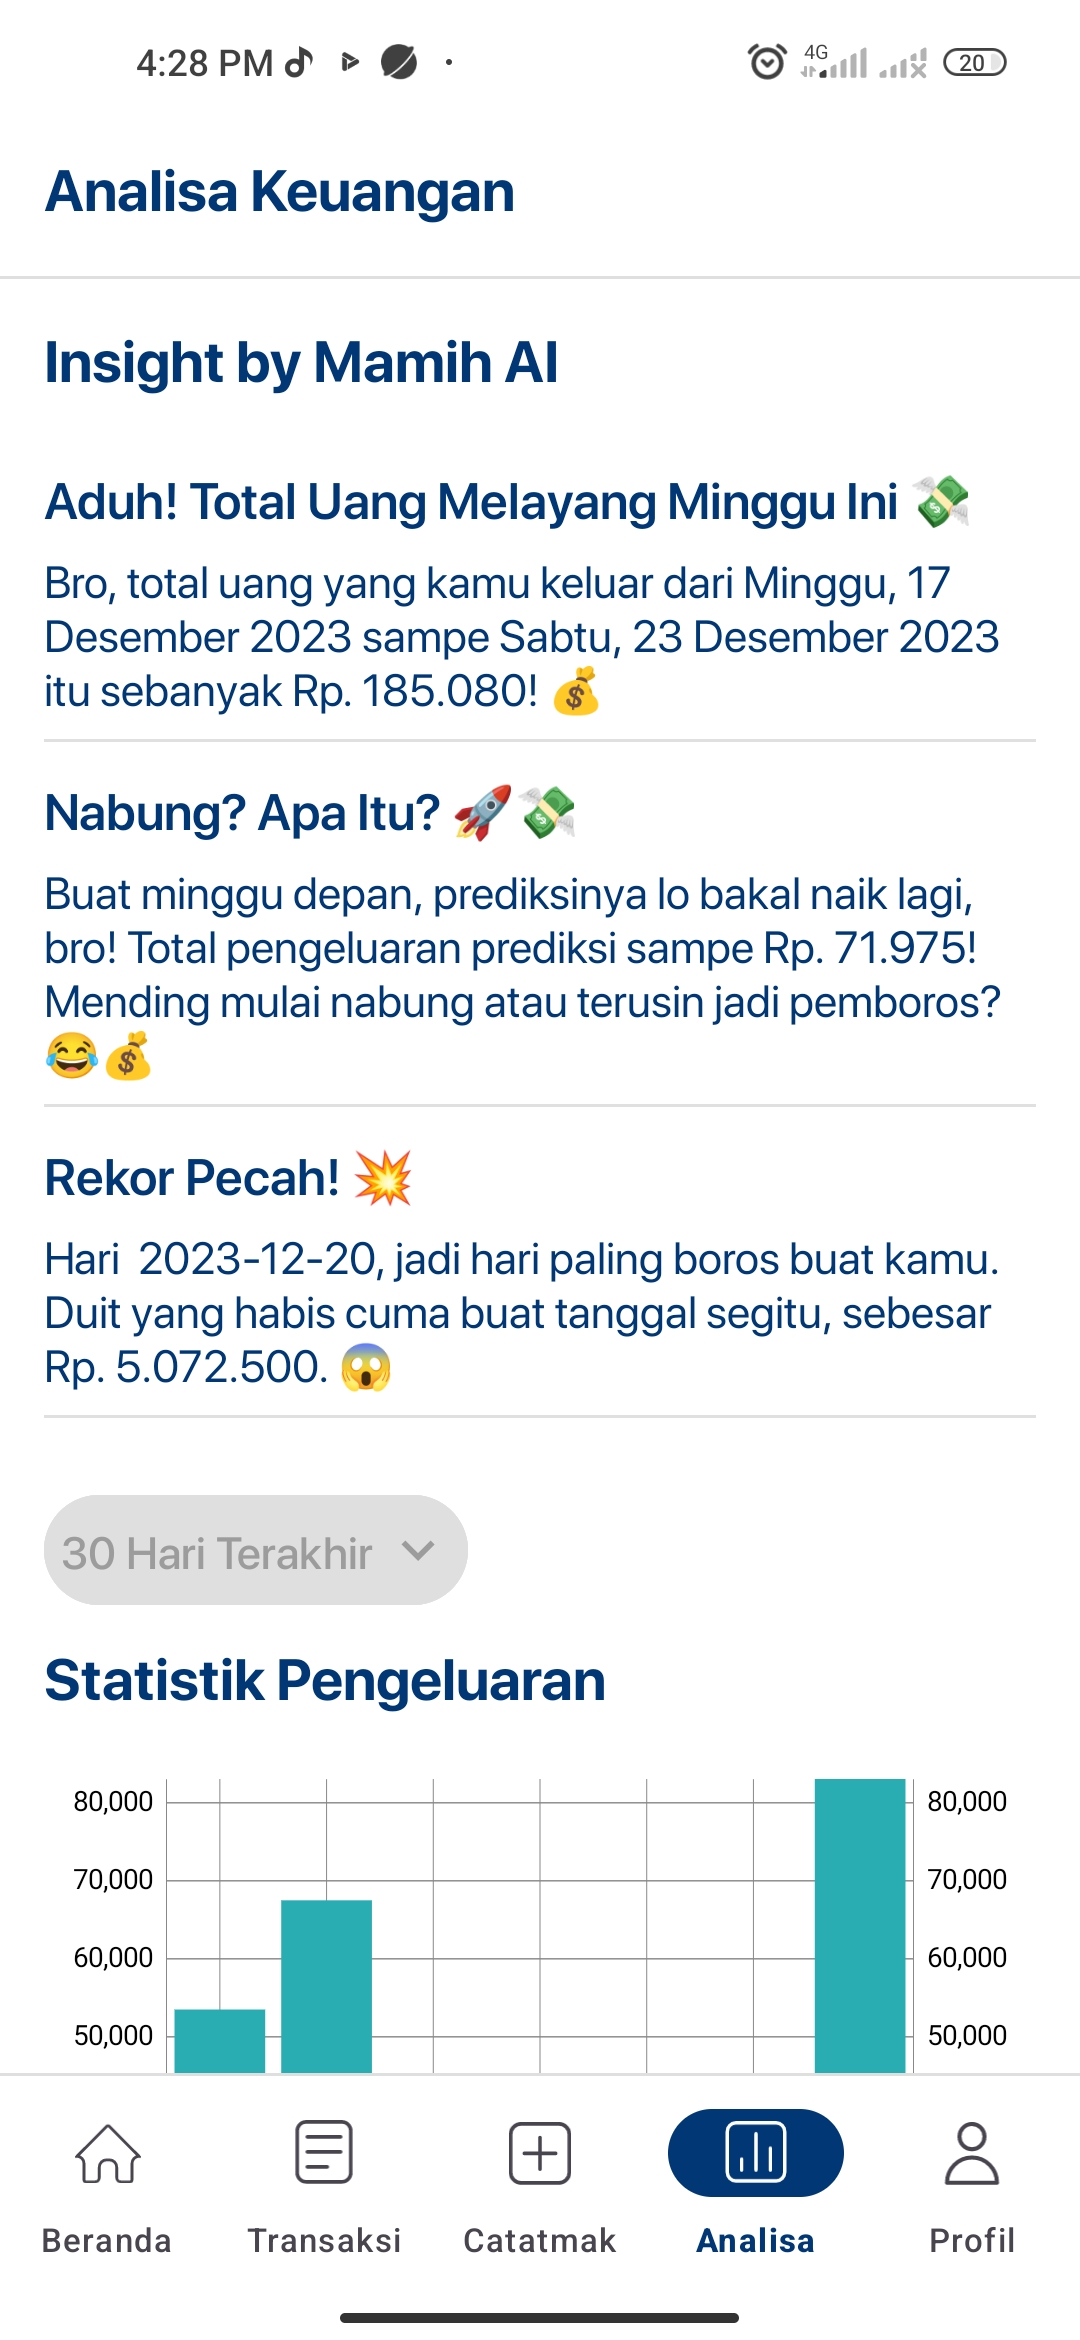 4:28 PM
4G
20
Analisa Keuangan
Insight by Mamih AI
Aduh! Total Uang Melayang Minggu Ini 💸
Bro, total uang yang kamu keluar dari Minggu, 17
Desember 2023 sampe Sabtu, 23 Desember 2023
itu sebanyak Rp. 185.080! 💰
Nabung? Apa Itu? 🚀💸
Buat minggu depan, prediksinya lo bakal naik lagi,
bro! Total pengeluaran prediksi sampe Rp. 71.975!
Mending mulai nabung atau terusin jadi pemboros?
😂💰
Rekor Pecah! 💥
Hari  2023-12-20, jadi hari paling boros buat kamu.
Duit yang habis cuma buat tanggal segitu, sebesar
Rp. 5.072.500. 😱
30 Hari Terakhir
Statistik Pengeluaran
80,000 80,000
70,000 70,000
60,000 60,000
50,000 50,000
Beranda Transaksi Catatmak Analisa Profil